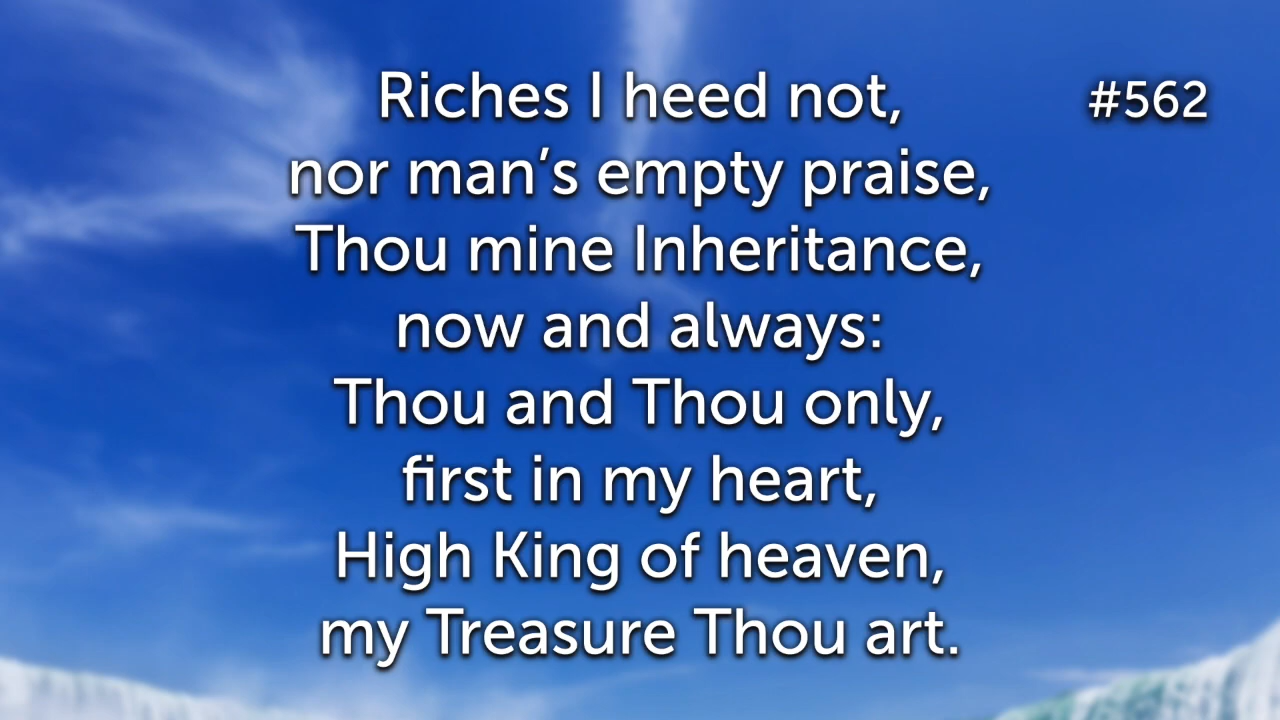 Riches I heed not,
#562
nor man’s empty praise,
Thou mine Inheritance,
now and always:
Thou and Thou only,
first in my heart,
High King of heaven,
my Treasure Thou art.